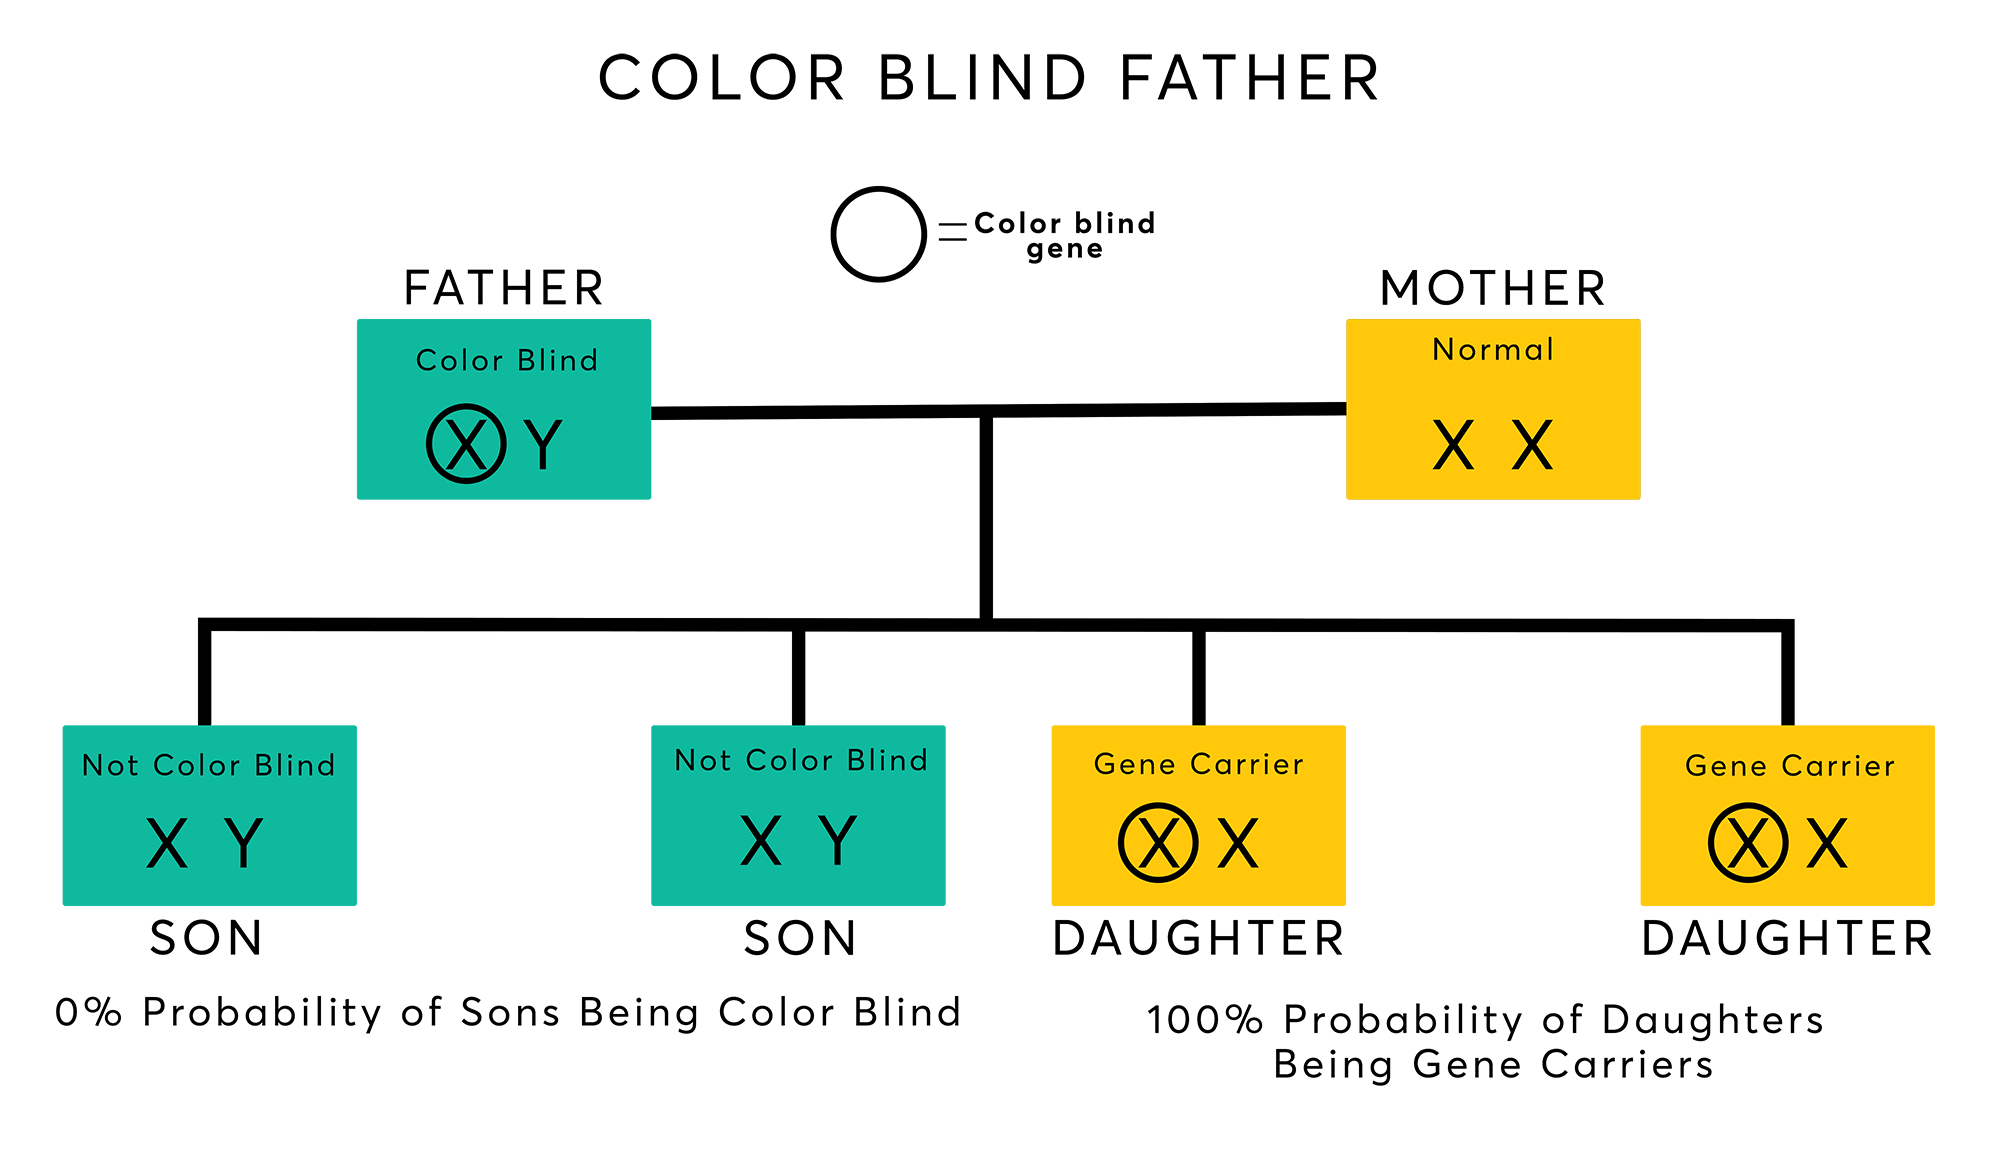 COLOR BLIND FATHER
Color blind
gene
FATHER
MOTHER
Color Blind
Normal
X Y
X X
Not Color Blind
Not Color Blind
Gene Carrier
Gene Carrier
X Y
X Y
X X
X X
SON
SON
DAUGHTER
DAUGHTER
0% Probability of Sons Being Color Blind
100% Probability of Daughters
Being Gene Carriers